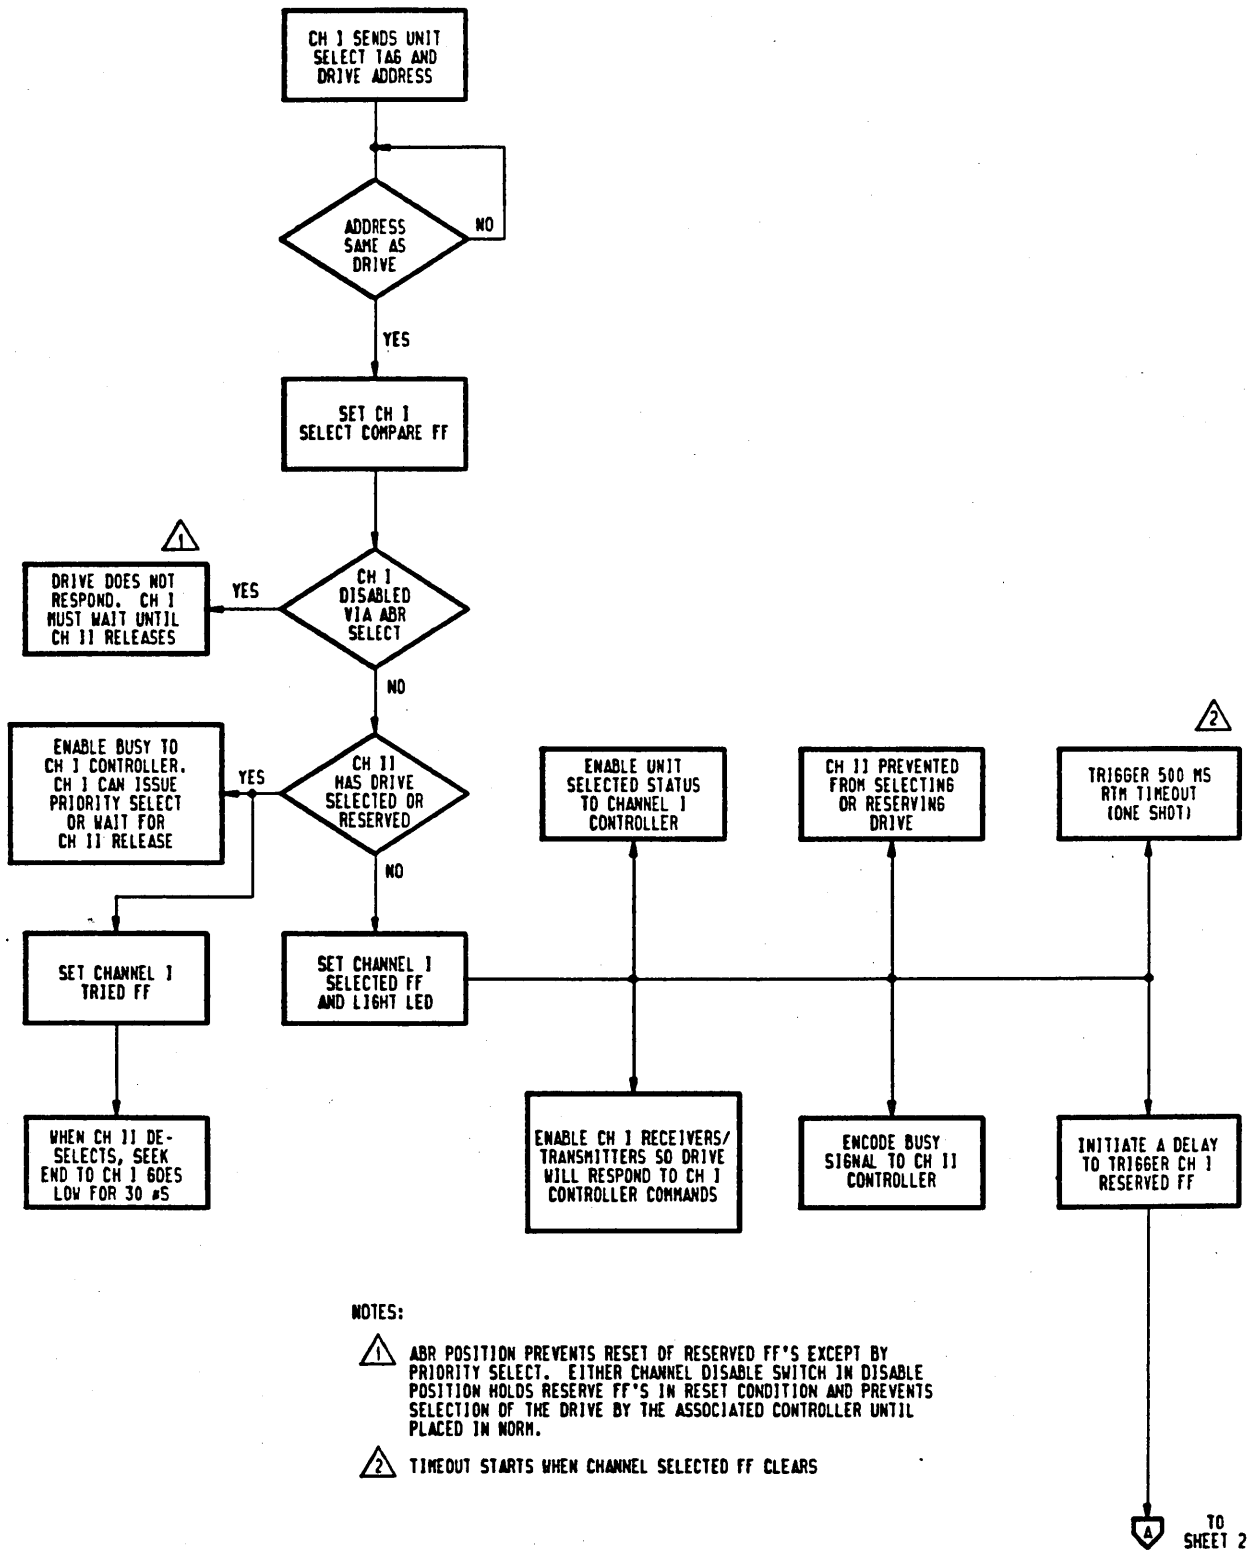 CH I SENDS UNIT
SELECT TAG AND
DRIVE ADDRESS
ADDRESS
SAME AS
DRIVE
NO
YES
SET CH I
SELECT COMPARE FF
1
DRIVE DOES NOT
RESPOND. CH I
MUST WAIT UNTIL
CH II RELEASES
YES
CH I
DISABLED
VIA ABR
SELECT
NO
ENABLE BUSY TO
CH I CONTROLLER.
CH I CAN ISSUE
PRIORITY SELECT
OR WAIT FOR
CH II RELEASE
YES
CH II
HAS DRIVE
SELECTED OR
RESERVED
NO
ENABLE UNIT
SELECTED STATUS
TO CHANNEL I
CONTROLLER
CH II PREVENTED
FROM SELECTING
OR RESERVING
DRIVE
2
TRIGGER 500 MS
RTM TIMEOUT
(ONE SHOT)
SET CHANNEL I
TRIED FF
SET CHANNEL I
SELECTED FF
AND LIGHT LED
WHEN CH II DE-
SELECTS, SEEK
END TO CH I GOES
LOW FOR 30 µS
ENABLE CH I RECEIVERS/
TRANSMITTERS SO DRIVE
WILL RESPOND TO CH I
CONTROLLER COMMANDS
ENCODE BUSY
SIGNAL TO CH II
CONTROLLER
INITIATE A DELAY
TO TRIGGER CH I
RESERVED FF
NOTES:
1 ABR POSITION PREVENTS RESET OF RESERVED FF'S EXCEPT BY
PRIORITY SELECT. EITHER CHANNEL DISABLE SWITCH IN DISABLE
POSITION HOLDS RESERVE FF'S IN RESET CONDITION AND PREVENTS
SELECTION OF THE DRIVE BY THE ASSOCIATED CONTROLLER UNTIL
PLACED IN NORM.
2 TIMEOUT STARTS WHEN CHANNEL SELECTED FF CLEARS
A TO
SHEET 2